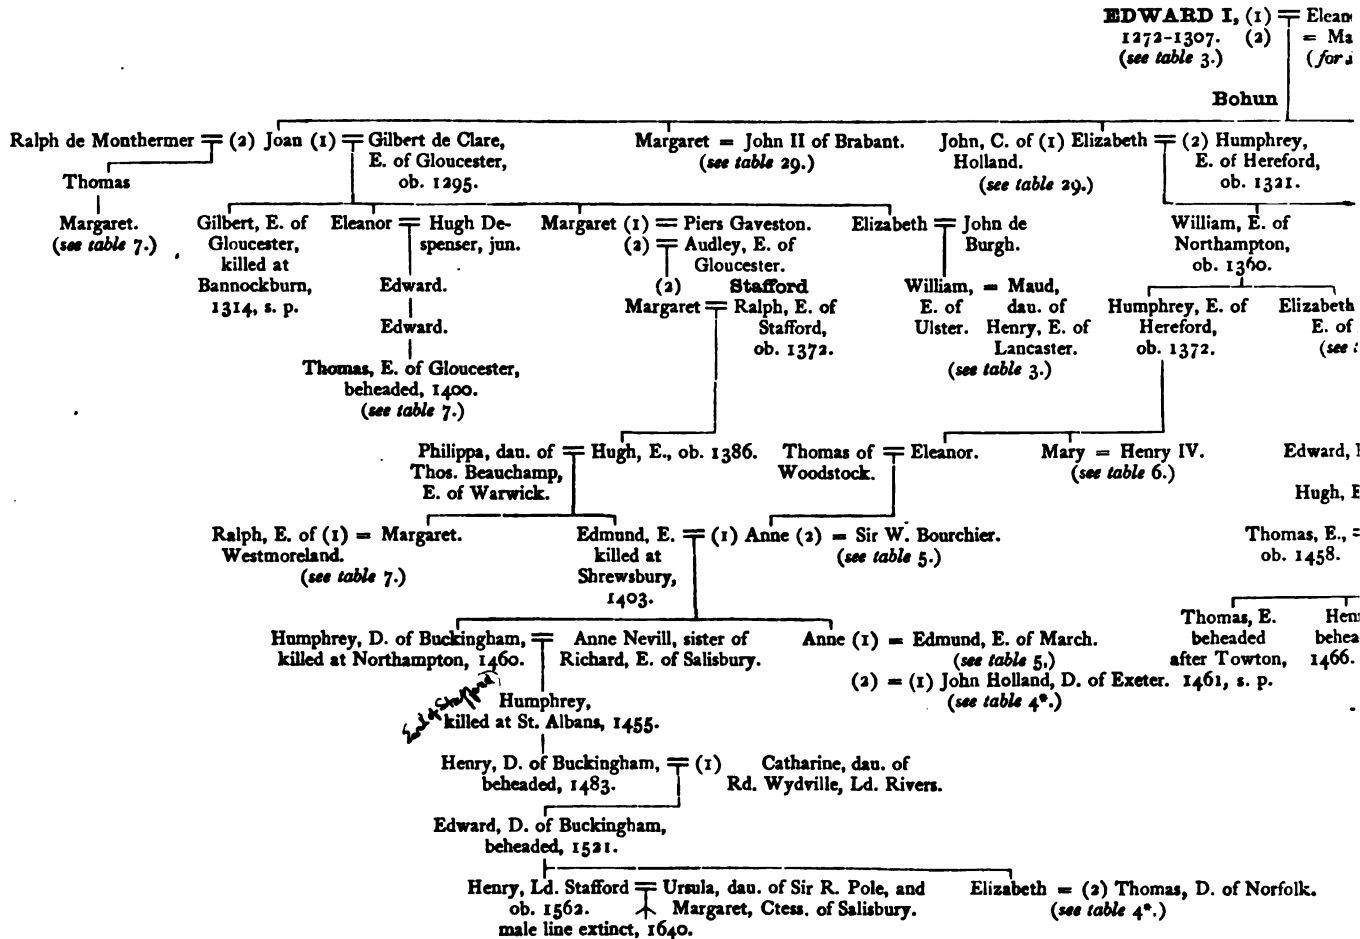 EDWARD I, (1) = Elean
1272-1307. (2) = Ma
(see table 3.) (for i
Bohun
Ralph de Monthermer = (2) Joan (1) = Gilbert de Clare, Margaret = John II of Brabant. John, C. of (1) Elizabeth = (2) Humphrey,
E. of Gloucester, (see table 29.) Holland. E. of Hereford,
ob. 1295. (see table 29.) ob. 1321.
Thomas
Margaret. Gilbert, E. of Eleanor = Hugh De- Margaret (1) = Piers Gaveston. Elizabeth = John de William, E. of
(see table 7.) Gloucester, spenser, jun. (2) = Audley, E. of Burgh. Northampton,
killed at Gloucester. ob. 1360.
Bannockburn, Edward. (2) Stafford William, = Maud,
1314, s. p. Margaret = Ralph, E. of E. of dau. of Humphrey, E. of Elizabeth
Edward. Stafford, Ulster. Henry, E. of Hereford, E. of
ob. 1372. Lancaster. ob. 1372. (see
Thomas, E. of Gloucester, (see table 3.)
beheaded, 1400.
(see table 7.)
Philippa, dau. of = Hugh, E., ob. 1386. Thomas of = Eleanor. Mary = Henry IV. Edward,
Thos. Beauchamp, Woodstock. (see table 6.)
E. of Warwick. Hugh, E
Ralph, E. of (1) = Margaret. Edmund, E. = (1) Anne (2) = Sir W. Bourchier. Thomas, E., =
Westmoreland. killed at (see table 5.) ob. 1458.
(see table 7.) Shrewsbury,
1403.
Humphrey, D. of Buckingham, = Anne Nevill, sister of Anne (1) = Edmund, E. of March. Thomas, E. Hen
killed at Northampton, 1460. Richard, E. of Salisbury. (see table 5,) beheaded behea
(2) = (1) John Holland, D. of Exeter. after Towton, 1466.
(see table 4*.) 1461, s. p.
Earl of Stafford
Humphrey,
killed at St. Albans, 1455.
Henry, D. of Buckingham, = (1) Catharine, dau. of
beheaded, 1483. Rd. Wydville, Ld. Rivers.
Edward, D. of Buckingham,
beheaded, 1521.
Henry, Ld. Stafford = Ursula, dau. of Sir R. Pole, and Elizabeth = (2) Thomas, D. of Norfolk.
ob. 1562. Margaret, Ctess. of Salisbury. (see table 4*.)
male line extinct, 1640.